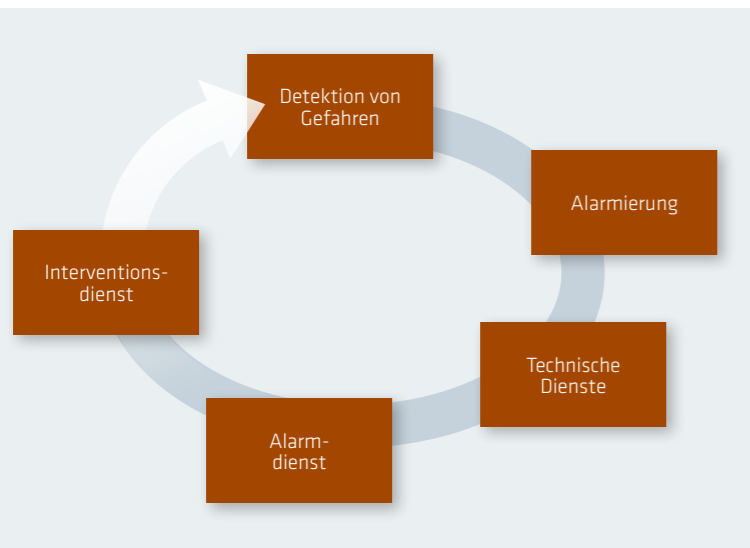 Detektion von
Gefahren
Alarmierung
Technische
Dienste
Alarm-
dienst
Interventions-
dienst